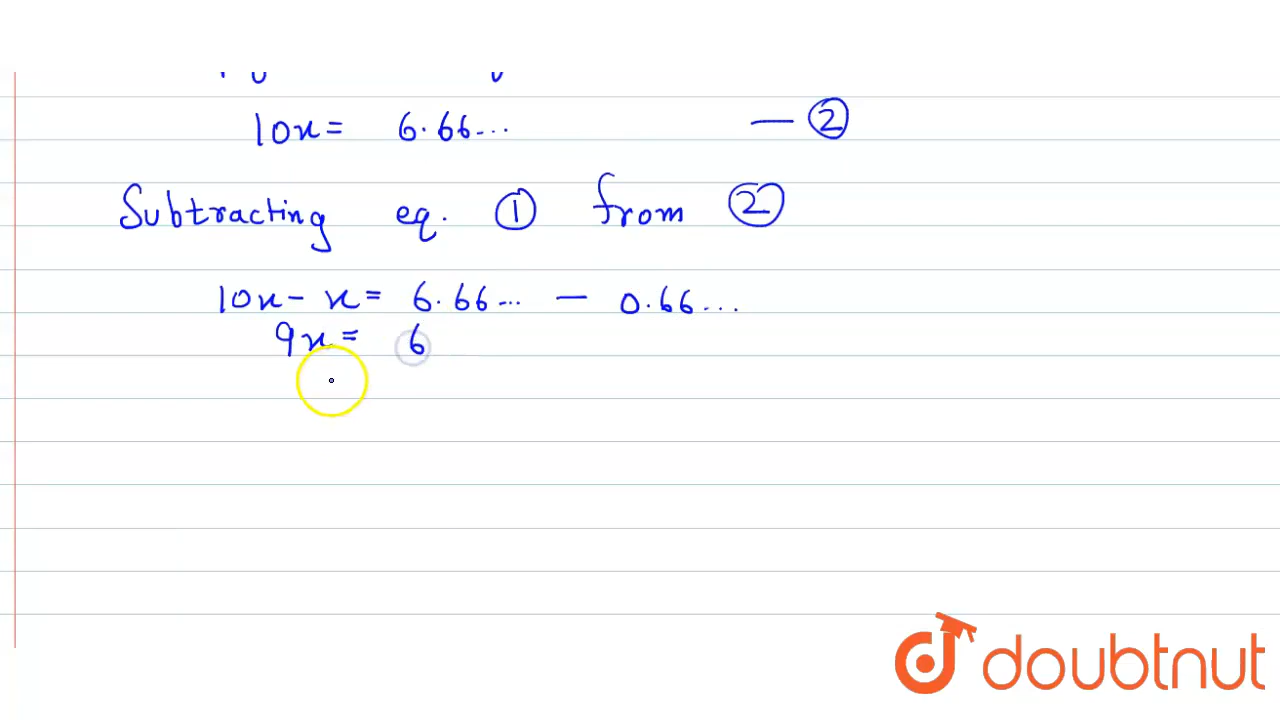 10x = 6.66... — ②
Subtracting eq. ① from ②
10x - x = 6.66... — 0.66...
9x = 6
doubtnut